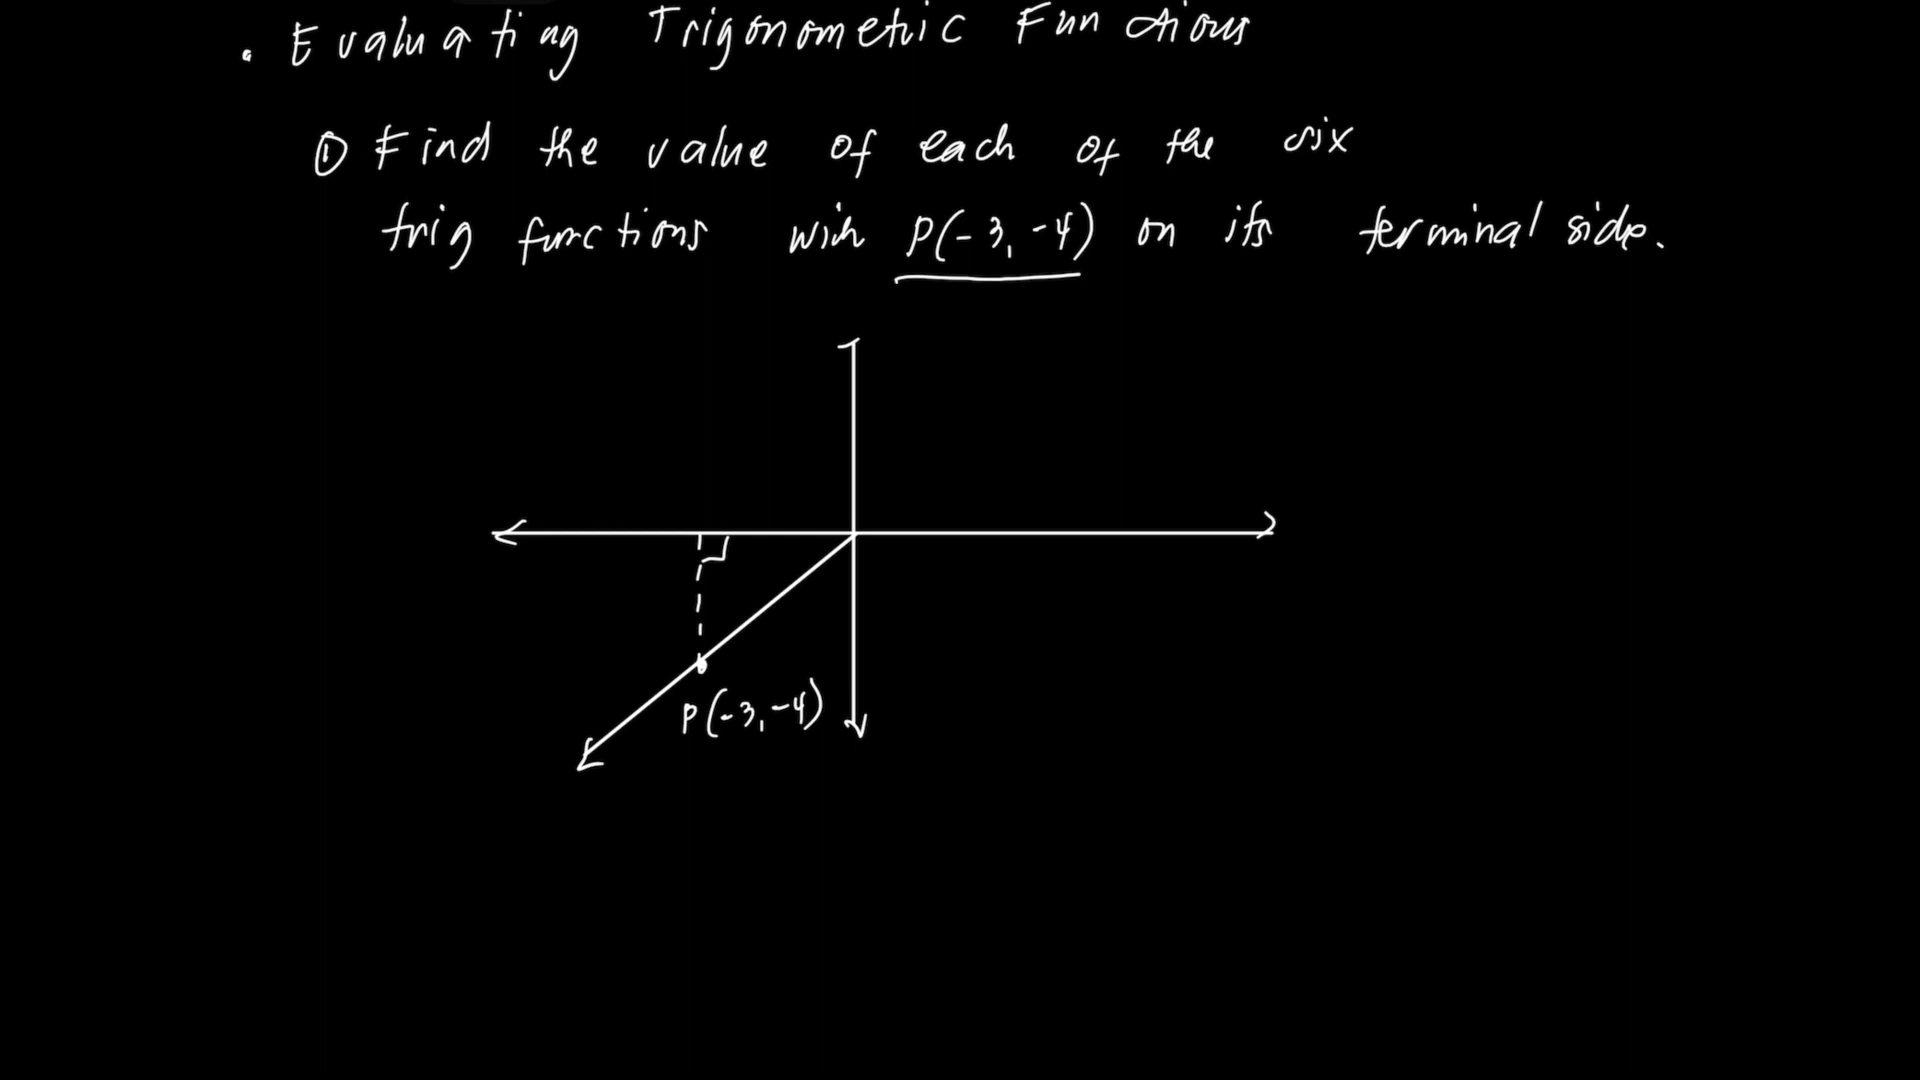 • Evaluating Trigonometric Functions
① Find the value of each of the six
trig functions with P(-3,-4) on its terminal side.
P(-3,-4)